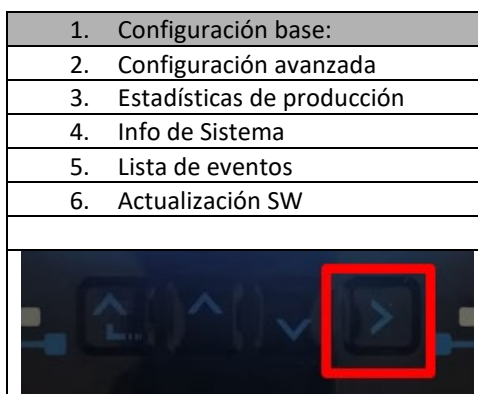 1. Configuración base:
2. Configuración avanzada
3. Estadísticas de producción
4. Info de Sistema
5. Lista de eventos
6. Actualización SW